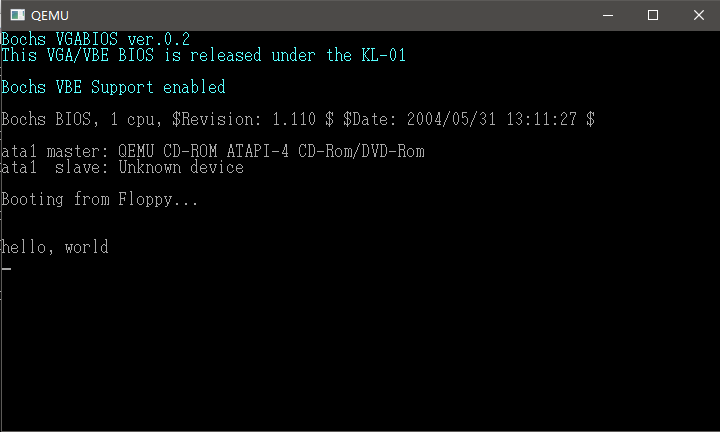 QEMU
Bochs VGABIOS ver.0.2
This VGA/VBE BIOS is released under the KL-01
Bochs VBE Support enabled
Bochs BIOS, 1 cpu, $Revision: 1.110 $ $Date: 2004/05/31 13:11:27 $
ata1 master: QEMU CD-ROM ATAPI-4 CD-Rom/DVD-Rom
ata1  slave: Unknown device
Booting from Floppy...
hello, world